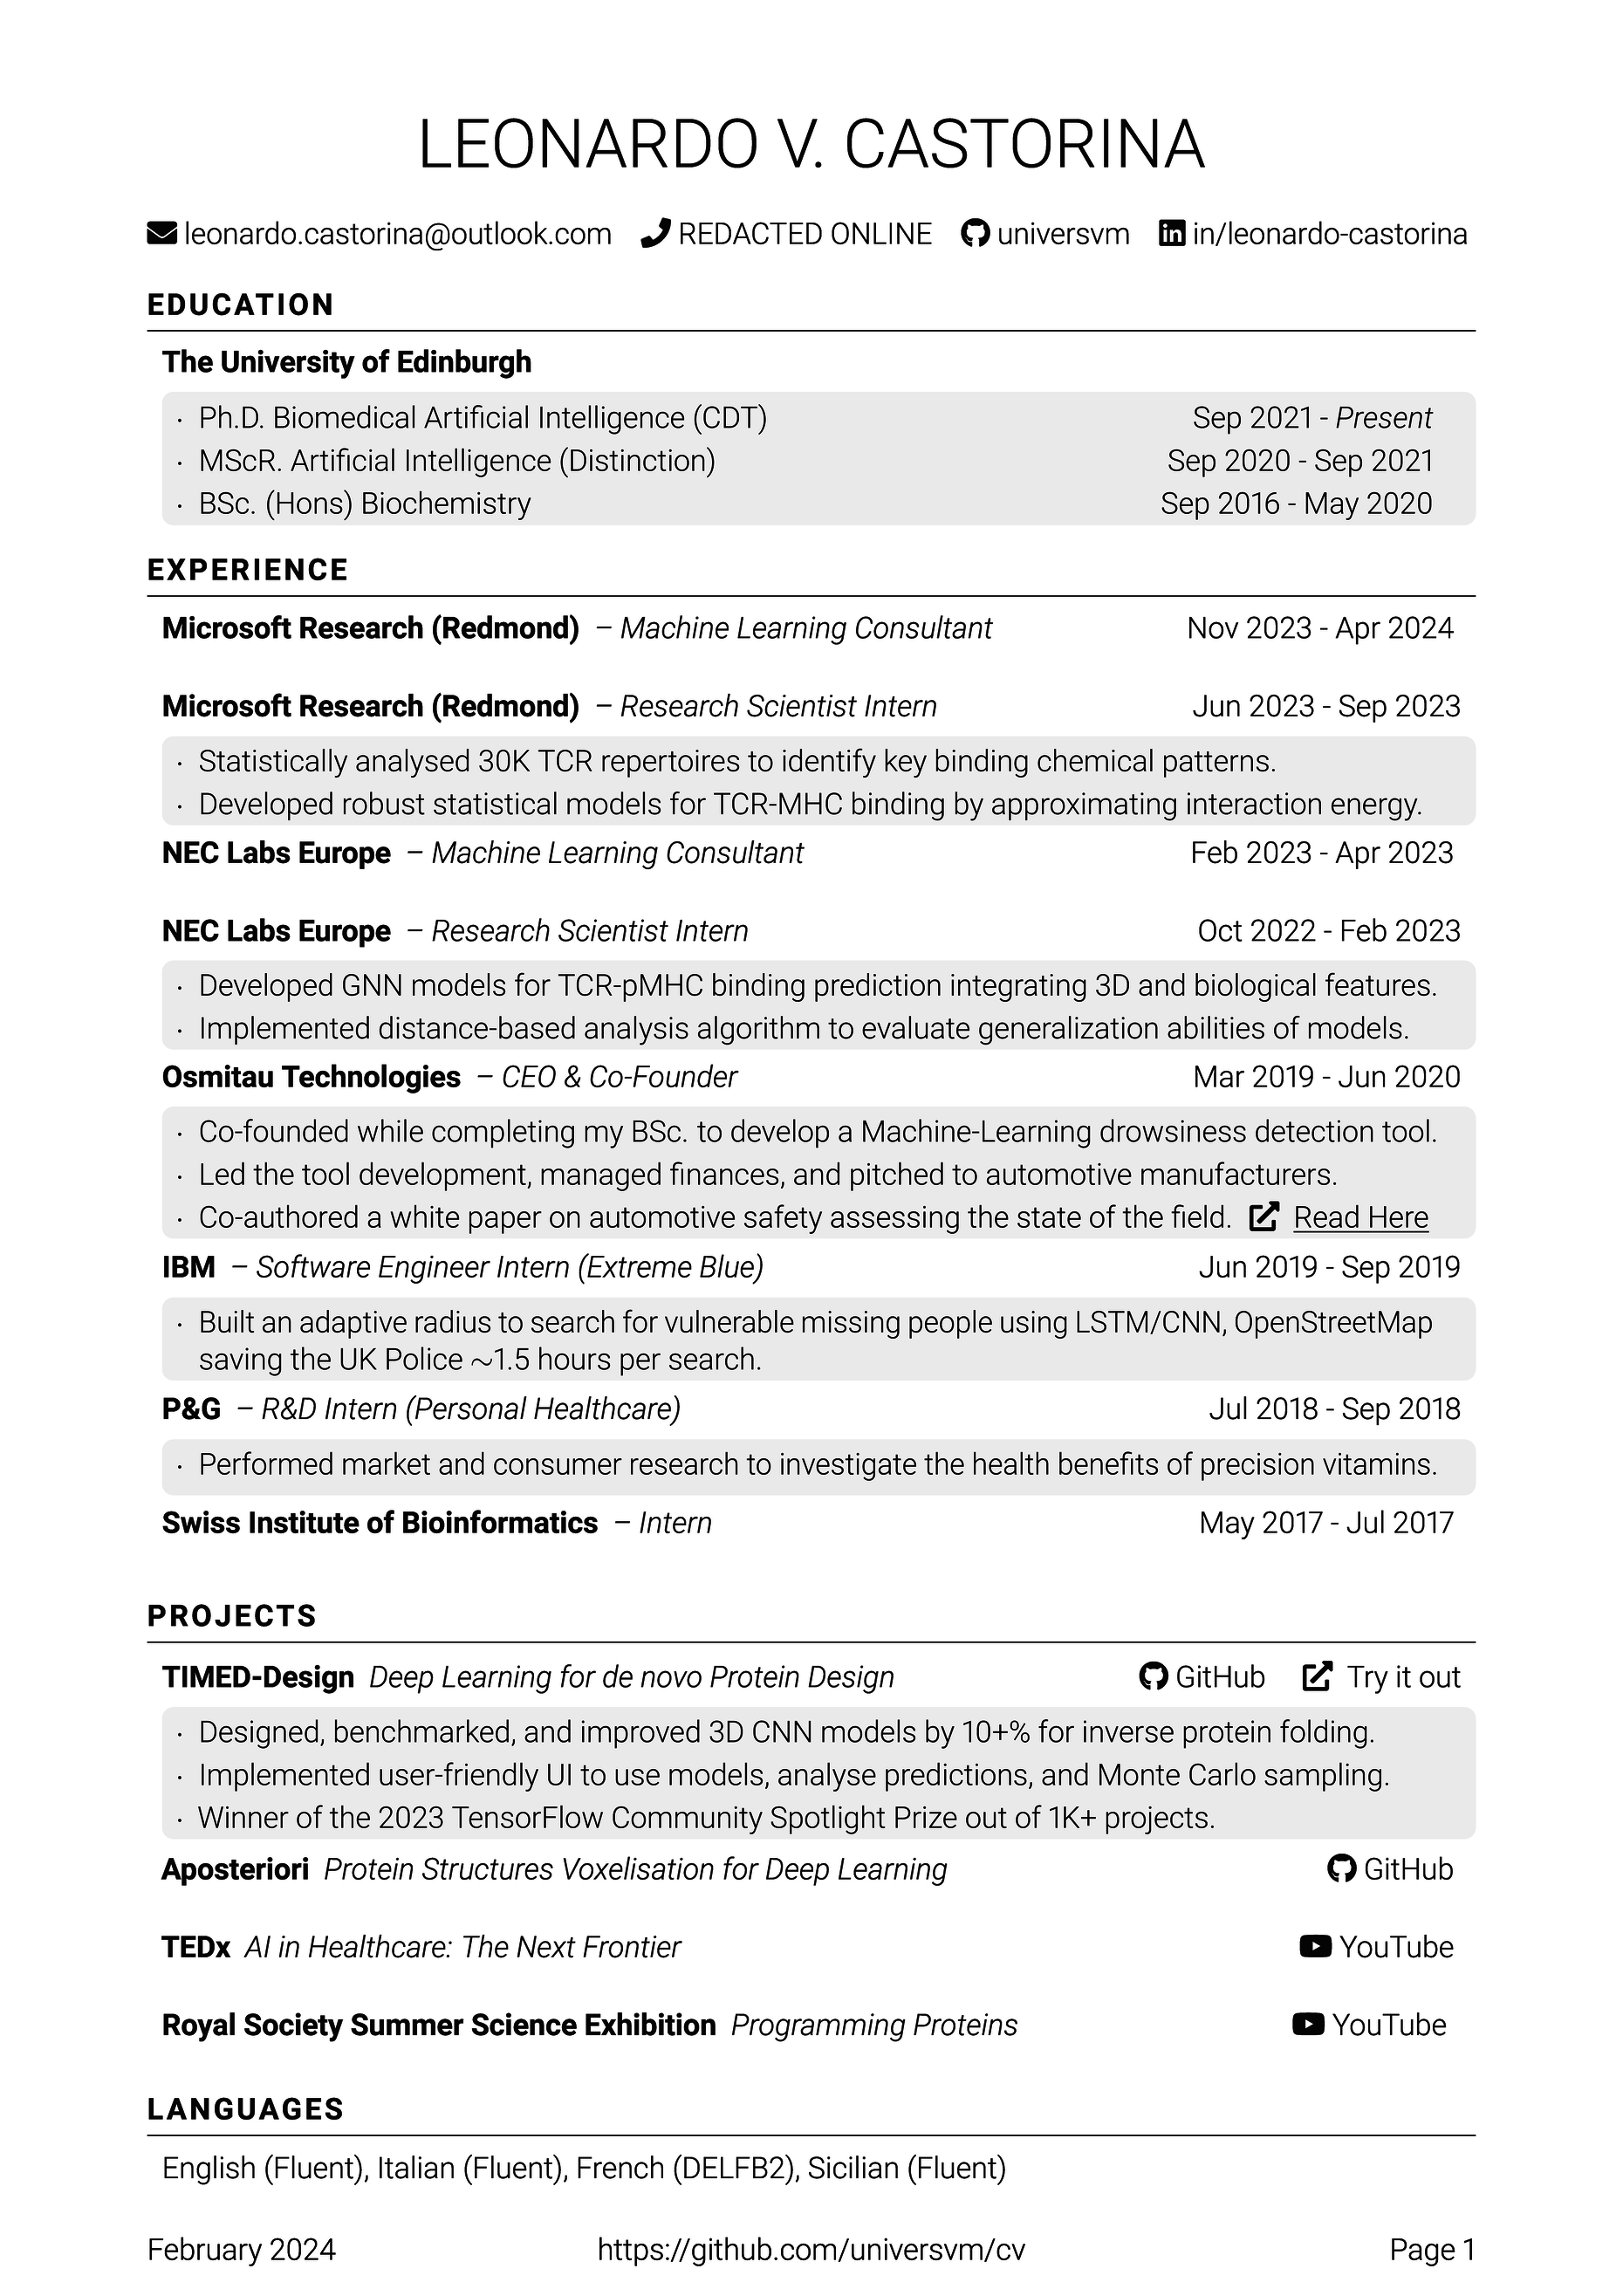 LEONARDO V. CASTORINA
leonardo.castorina@outlook.com REDACTED ONLINE universvm in/leonardo-castorina
EDUCATION
The University of Edinburgh
· Ph.D. Biomedical Artificial Intelligence (CDT) Sep 2021 - Present
· MScR. Artificial Intelligence (Distinction) Sep 2020 - Sep 2021
· BSc. (Hons) Biochemistry Sep 2016 - May 2020
EXPERIENCE
Microsoft Research (Redmond) – Machine Learning Consultant Nov 2023 - Apr 2024
Microsoft Research (Redmond) – Research Scientist Intern Jun 2023 - Sep 2023
· Statistically analysed 30K TCR repertoires to identify key binding chemical patterns.
· Developed robust statistical models for TCR-MHC binding by approximating interaction energy.
NEC Labs Europe – Machine Learning Consultant Feb 2023 - Apr 2023
NEC Labs Europe – Research Scientist Intern Oct 2022 - Feb 2023
· Developed GNN models for TCR-pMHC binding prediction integrating 3D and biological features.
· Implemented distance-based analysis algorithm to evaluate generalization abilities of models.
Osmitau Technologies – CEO & Co-Founder Mar 2019 - Jun 2020
· Co-founded while completing my BSc. to develop a Machine-Learning drowsiness detection tool.
· Led the tool development, managed finances, and pitched to automotive manufacturers.
· Co-authored a white paper on automotive safety assessing the state of the field. Read Here
IBM – Software Engineer Intern (Extreme Blue) Jun 2019 - Sep 2019
· Built an adaptive radius to search for vulnerable missing people using LSTM/CNN, OpenStreetMap
saving the UK Police ~1.5 hours per search.
P&G – R&D Intern (Personal Healthcare) Jul 2018 - Sep 2018
· Performed market and consumer research to investigate the health benefits of precision vitamins.
Swiss Institute of Bioinformatics – Intern May 2017 - Jul 2017
PROJECTS
TIMED-Design Deep Learning for de novo Protein Design GitHub Try it out
· Designed, benchmarked, and improved 3D CNN models by 10+% for inverse protein folding.
· Implemented user-friendly UI to use models, analyse predictions, and Monte Carlo sampling.
· Winner of the 2023 TensorFlow Community Spotlight Prize out of 1K+ projects.
Aposteriori Protein Structures Voxelisation for Deep Learning GitHub
TEDx AI in Healthcare: The Next Frontier YouTube
Royal Society Summer Science Exhibition Programming Proteins YouTube
LANGUAGES
English (Fluent), Italian (Fluent), French (DELFB2), Sicilian (Fluent)
February 2024 https://github.com/universvm/cv Page 1